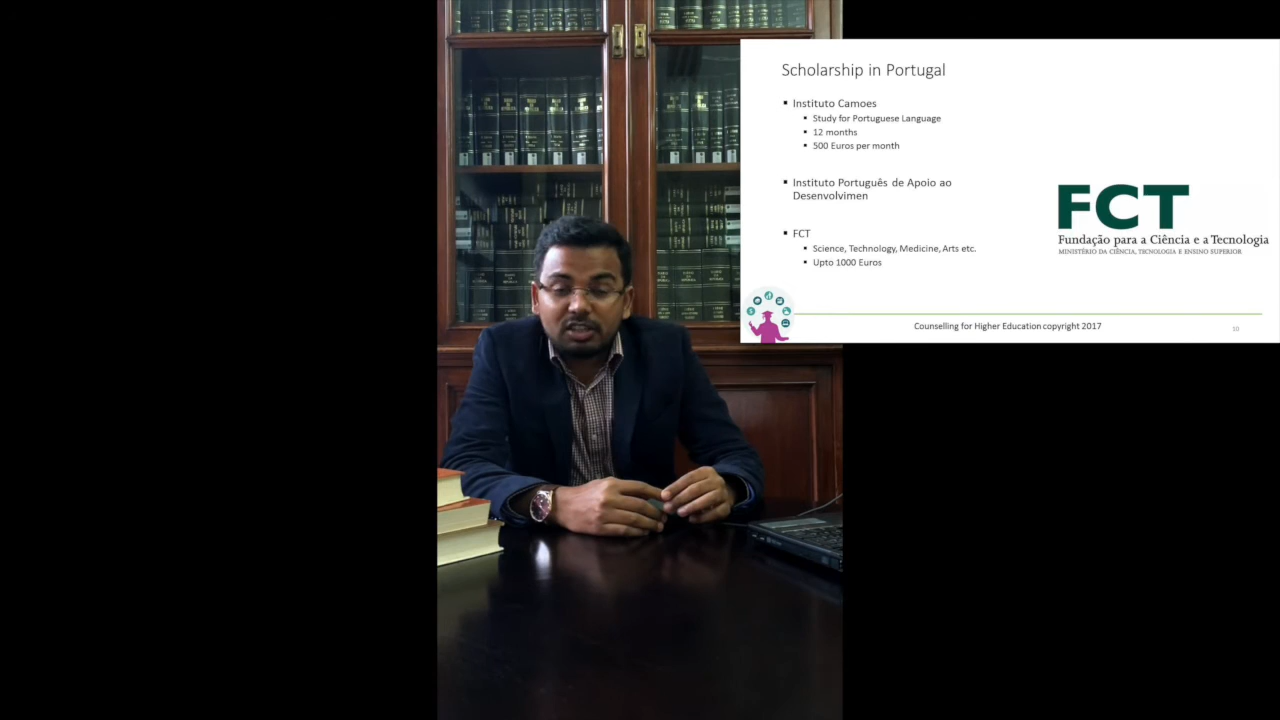 Scholarship in Portugal
Instituto Camoes
Study for Portuguese Language
12 months
500 Euros per month
Instituto Português de Apoio ao
Desenvolvimen
FCT
Science, Technology, Medicine, Arts etc.
Upto 1000 Euros
FCT
Fundação para a Ciência e a Tecnologia
MINISTÉRIO DA CIÊNCIA, TECNOLOGIA E ENSINO SUPERIOR
Counselling for Higher Education copyright 2017
10